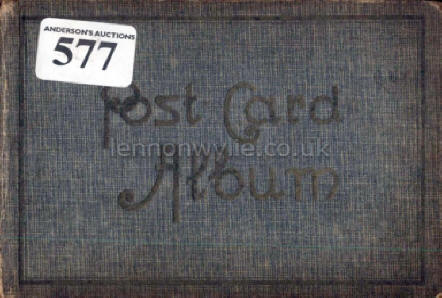 ANDERSON'S AUCTIONS
577
Post Card
lennonwylie.co.uk
Album